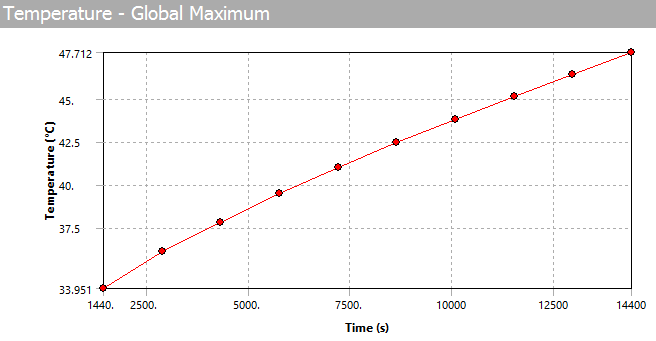 Temperature - Global Maximum
47.712
45.
42.5
40.
37.5
33.951
Temperature (°C)
1440. 2500. 5000. 7500. 10000 12500 14400
Time (s)